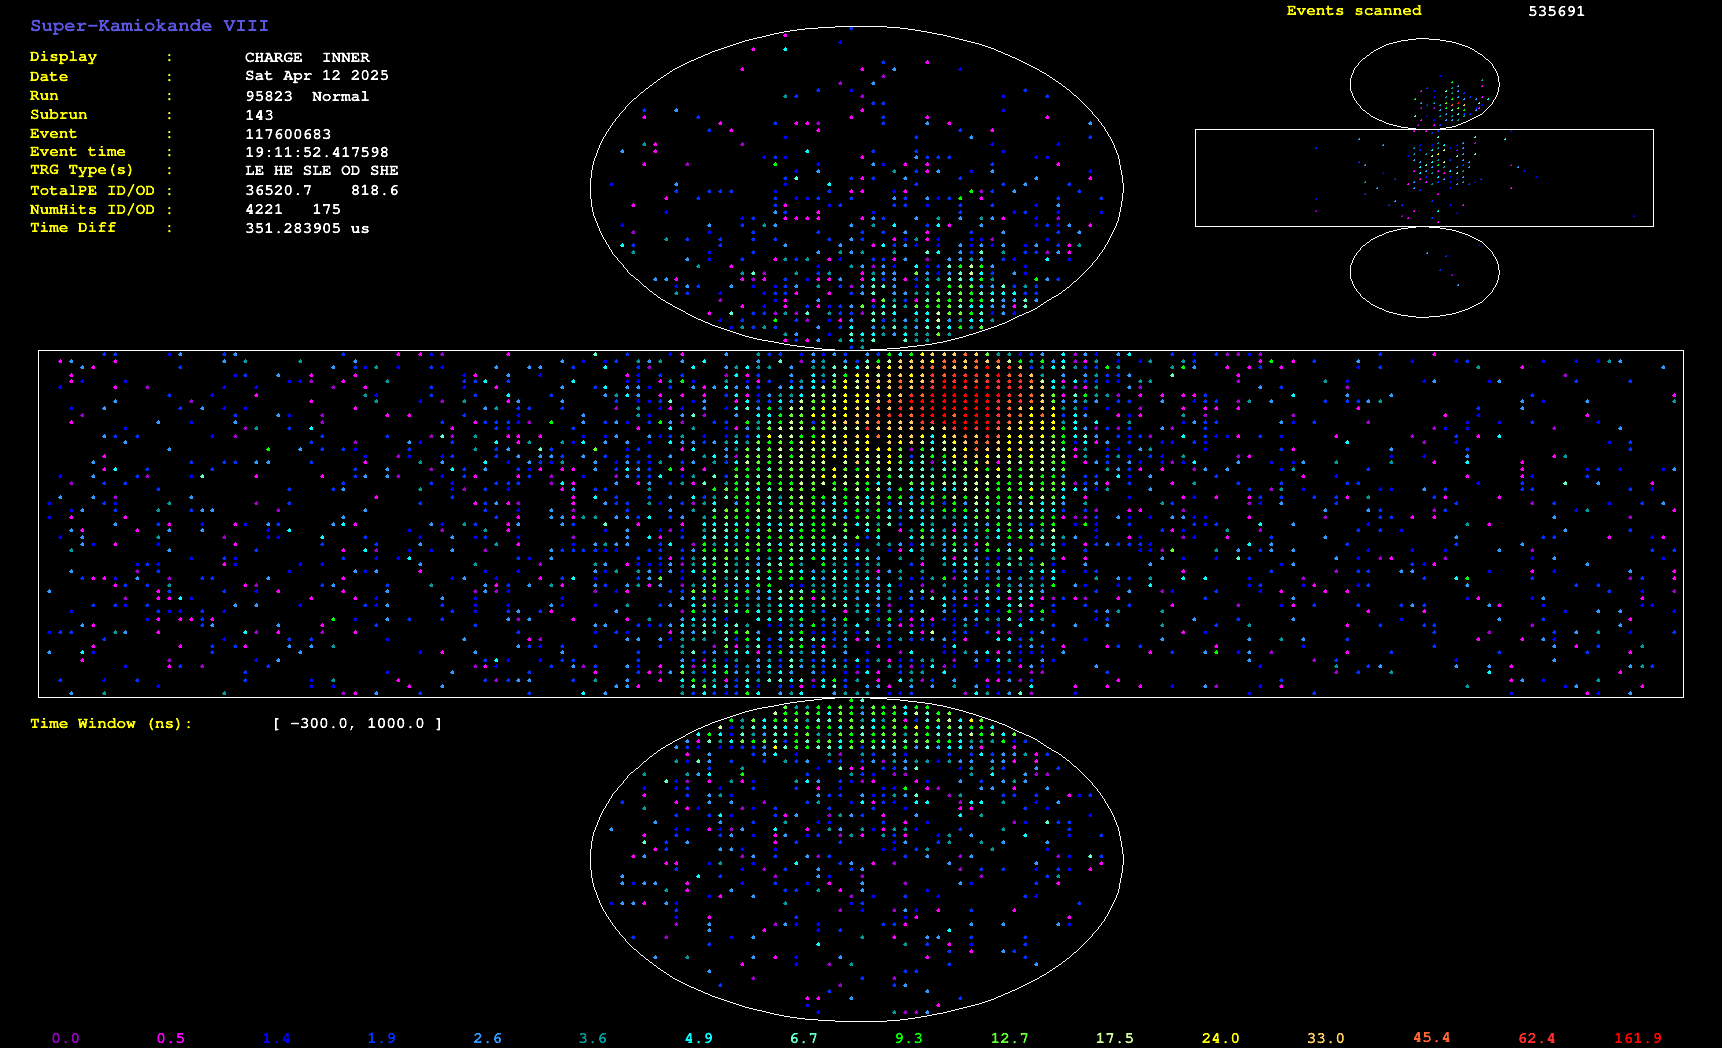 Super-Kamiokande VIII
Display : CHARGE INNER
Date : Sat Apr 12 2025
Run : 95823 Normal
Subrun : 143
Event : 117600683
Event time : 19:11:52.417598
TRG Type(s) : LE HE SLE OD SHE
TotalPE ID/OD : 36520.7 818.6
NumHits ID/OD : 4221 175
Time Diff : 351.283905 us
Events scanned 535691
Time Window (ns): [ -300.0, 1000.0 ]
0.0 0.5 1.4 1.9 2.6 3.6 4.9 6.7 9.3 12.7 17.5 24.0 33.0 45.4 62.4 161.9